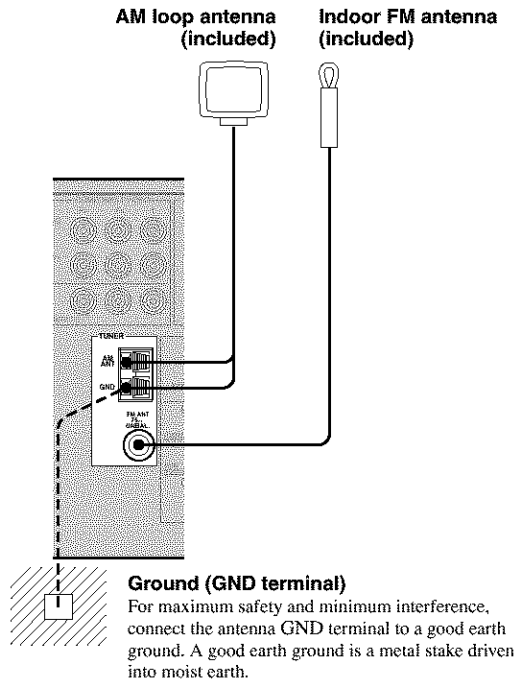 AM loop antenna
(included)
Indoor FM antenna
(included)
TUNER
AM
ANT
GND
FM ANT
UNBAL.
Ground (GND terminal)
For maximum safety and minimum interference,
connect the antenna GND terminal to a good earth
ground. A good earth ground is a metal stake driven
into moist earth.